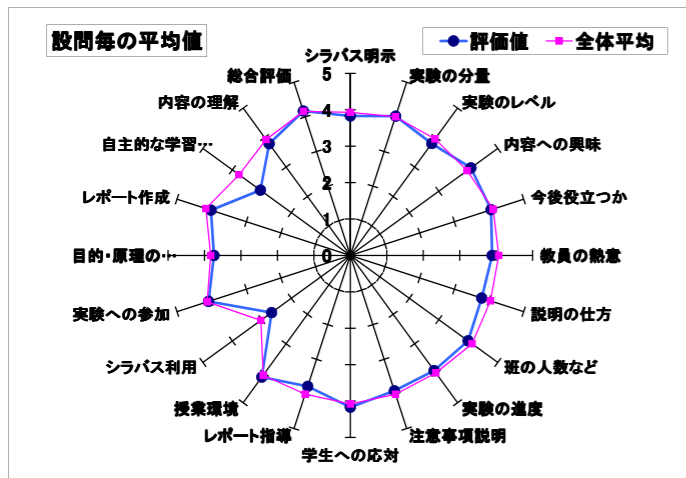 設問毎の平均値
評価値
全体平均
シラバス明示
実験の分量
実験のレベル
内容への興味
今後役立つか
教員の熱意
説明の仕方
班の人数など
実験の進度
注意事項説明
学生への応対
レポート指導
授業環境
シラバス利用
実験への参加
目的・原理の…
レポート作成
自主的な学習…
内容の理解
総合評価
5
4
3
2
1
0